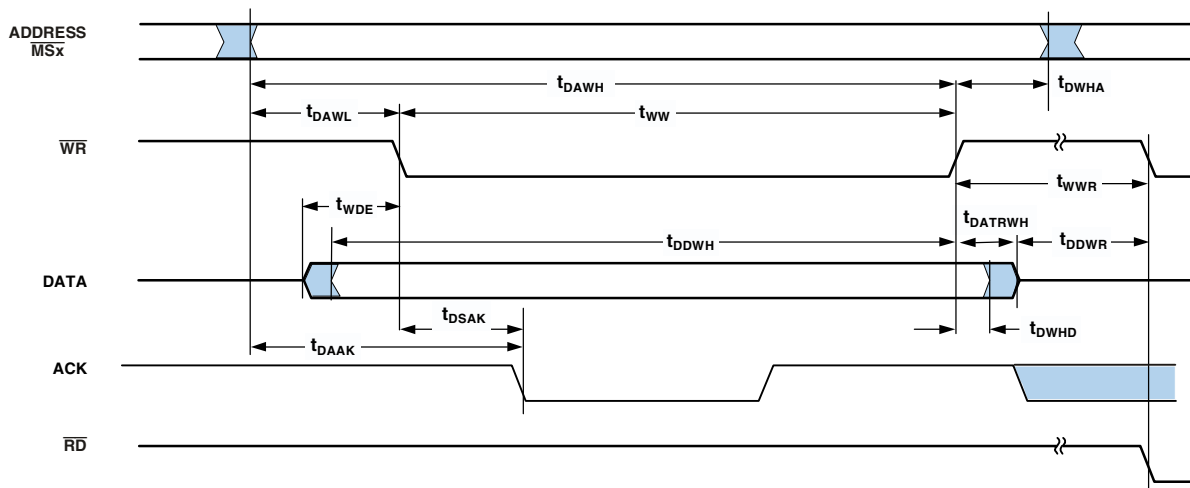 ADDRESS
MSx
tDAWH
tDWHA
tDAWL
tWW
WR
tWWR
tWDE
tDATRWH
tDDWH
tDDWR
DATA
tDSAK
tDWHD
tDAAK
ACK
RD